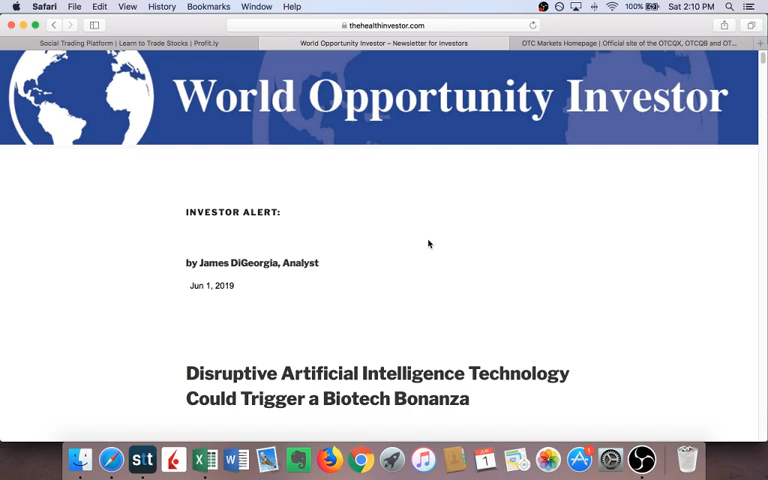 Safari File Edit View History Bookmarks Window Help 100% Sat 2:10 PM
thehealthinvestor.com
Social Trading Platform | Learn to Trade Stocks | Profit.ly World Opportunity Investor – Newsletter for Investors OTC Markets Homepage | Official site of the OTCQX, OTCQB and OT...
World Opportunity Investor
INVESTOR ALERT:
by James DiGeorgia, Analyst
Jun 1, 2019
Disruptive Artificial Intelligence Technology
Could Trigger a Biotech Bonanza
s!t 1